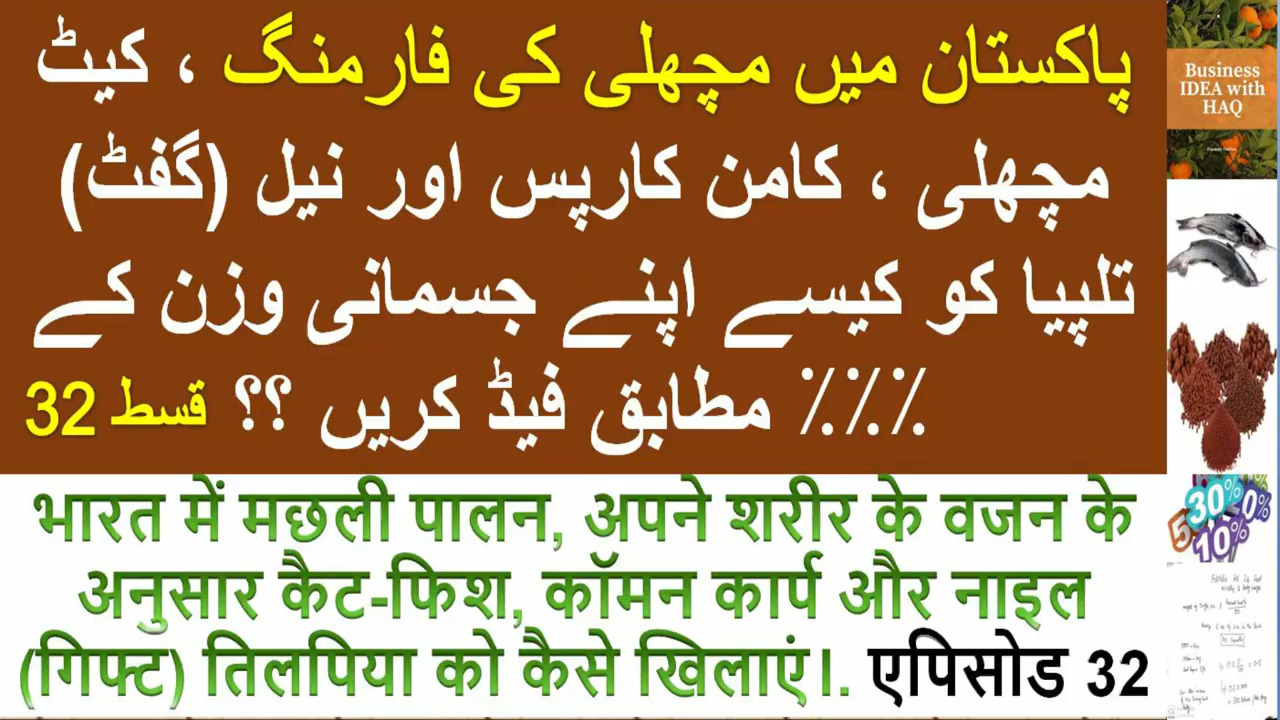 پاکستان میں مچھلی کی فارمنگ ، کیٹ
مچھلی ، کامن کارپس اور نیل (گفٹ)
تلپیا کو کیسے اپنے جسمانی وزن کے
٪٪٪ مطابق فیڈ کریں ؟؟ قسط 32
भारत में मछली पालन, अपने शरीर के वजन के
अनुसार कैट-फिश, कॉमन कार्प और नाइल
(गिफ्ट) तिलपिया को कैसे खिलाएं।. एपिसोड 32
Business
IDEA with
HAQ
30%
10%